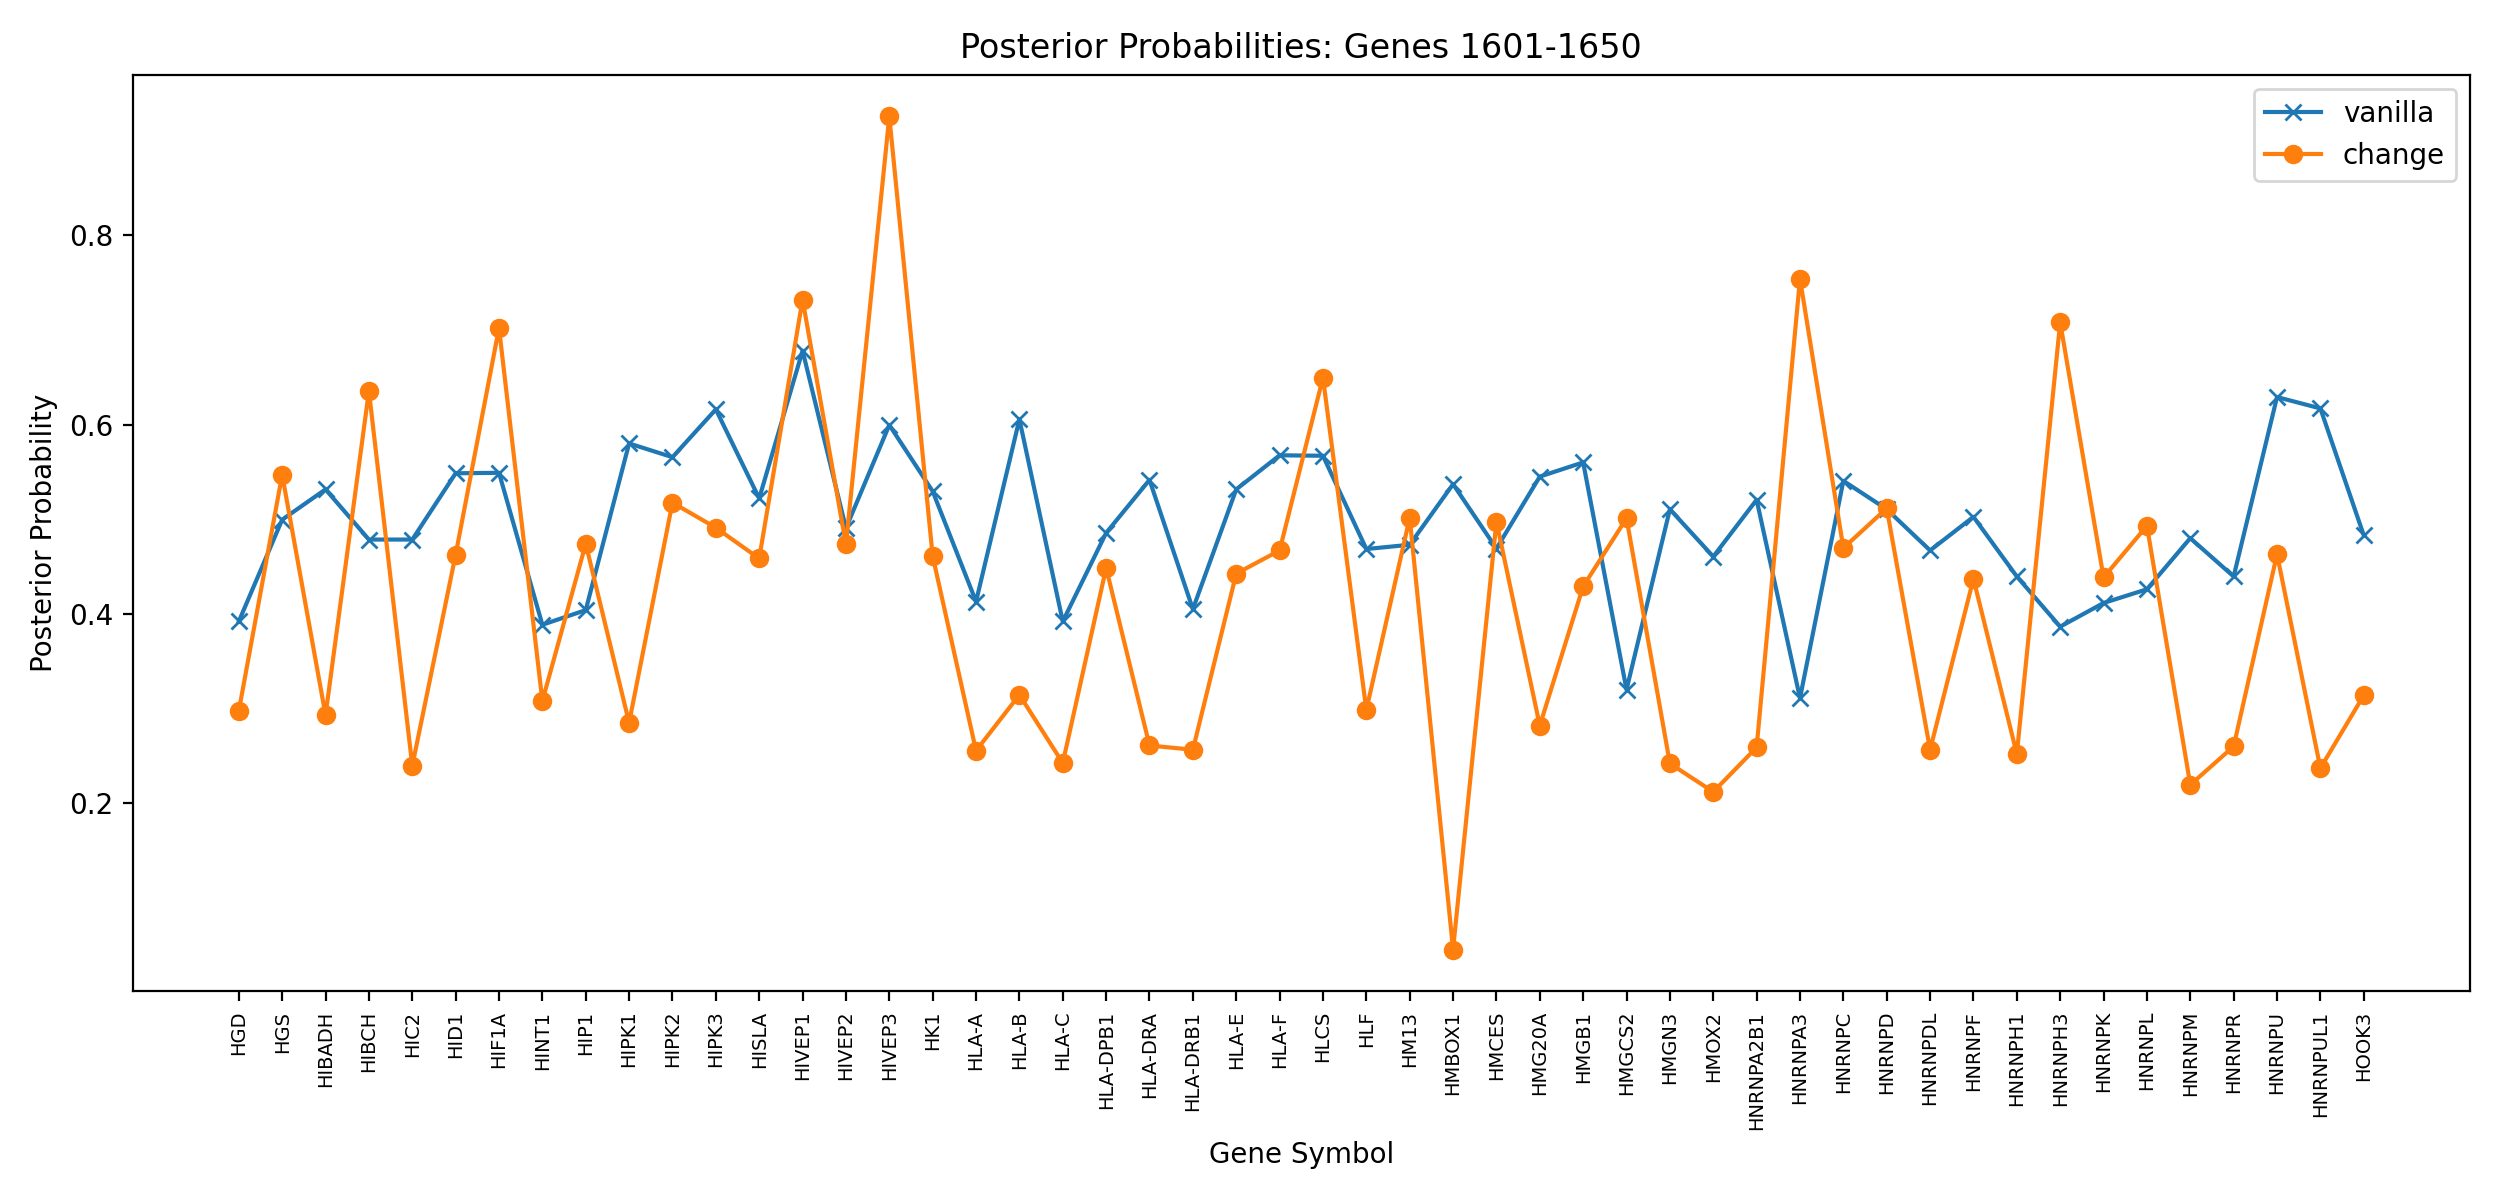 Posterior Probabilities: Genes 1601-1650
vanilla
change
Posterior Probability
0.8
0.6
0.4
0.2
HGD
HGS
HIBADH
HIBCH
HIC2
HID1
HIF1A
HINT1
HIP1
HIPK1
HIPK2
HIPK3
HISLA
HIVEP1
HIVEP2
HIVEP3
HK1
HLA-A
HLA-B
HLA-C
HLA-DPB1
HLA-DRA
HLA-DRB1
HLA-E
HLA-F
HLCS
HLF
HM13
HMBOX1
HMCES
HMG20A
HMGB1
HMGCS2
HMGN3
HMOX2
HNRNPA2B1
HNRNPA3
HNRNPC
HNRNPD
HNRNPDL
HNRNPF
HNRNPH1
HNRNPH3
HNRNPK
HNRNPL
HNRNPM
HNRNPR
HNRNPU
HNRNPUL1
HOOK3
Gene Symbol